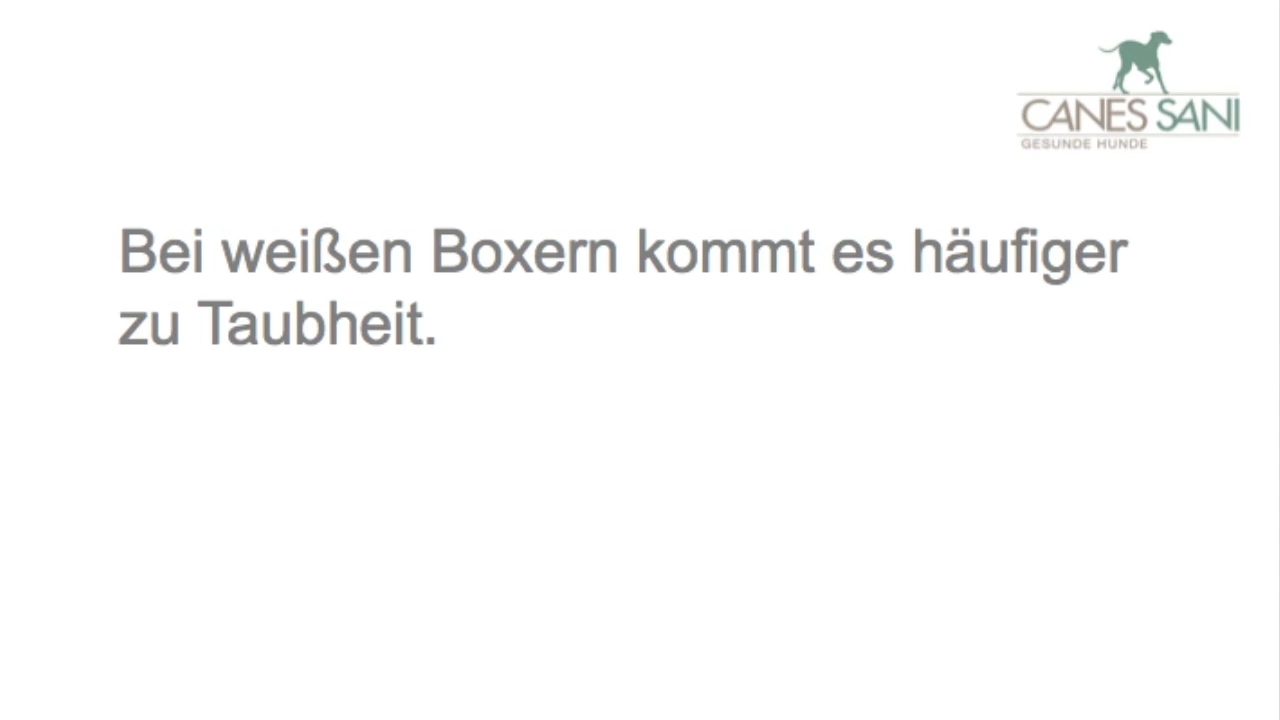 CANES SANI
GESUNDE HUNDE
Bei weißen Boxern kommt es häufiger
zu Taubheit.